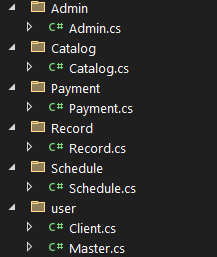 Admin
C# Admin.cs
Catalog
C# Catalog.cs
Payment
C# Payment.cs
Record
C# Record.cs
Schedule
C# Schedule.cs
user
C# Client.cs
C# Master.cs